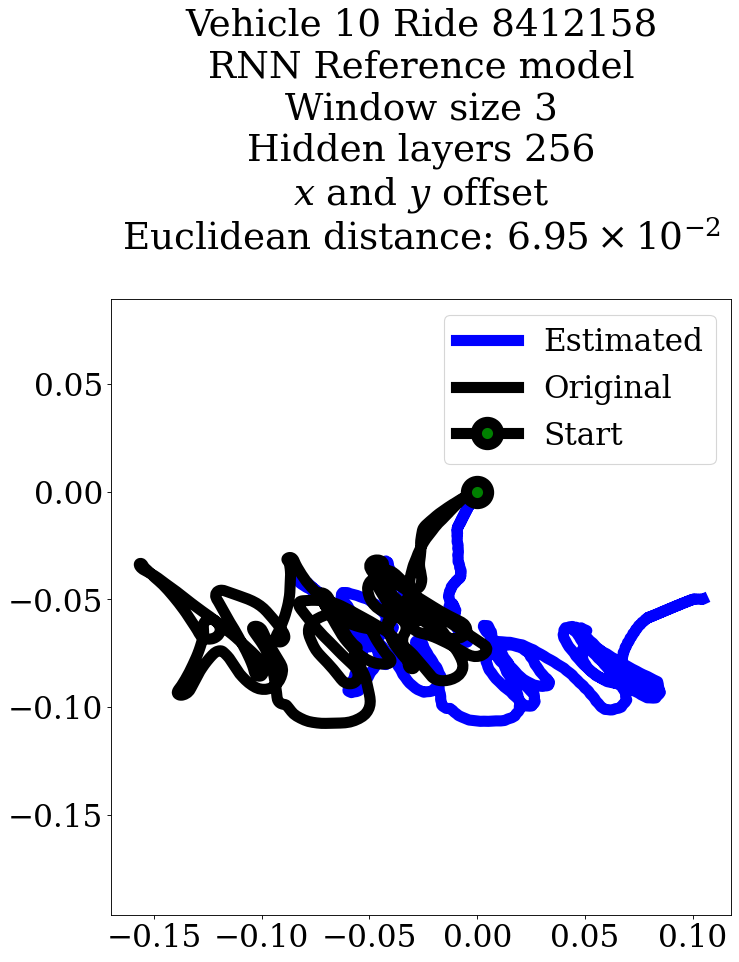 Vehicle 10 Ride 8412158
RNN Reference model
Window size 3
Hidden layers 256
x and y offset
Euclidean distance: 6.95 × 10⁻²
Estimated
Original
Start
0.05
0.00
−0.05
−0.10
−0.15
−0.15 −0.10 −0.05 0.00 0.05 0.10